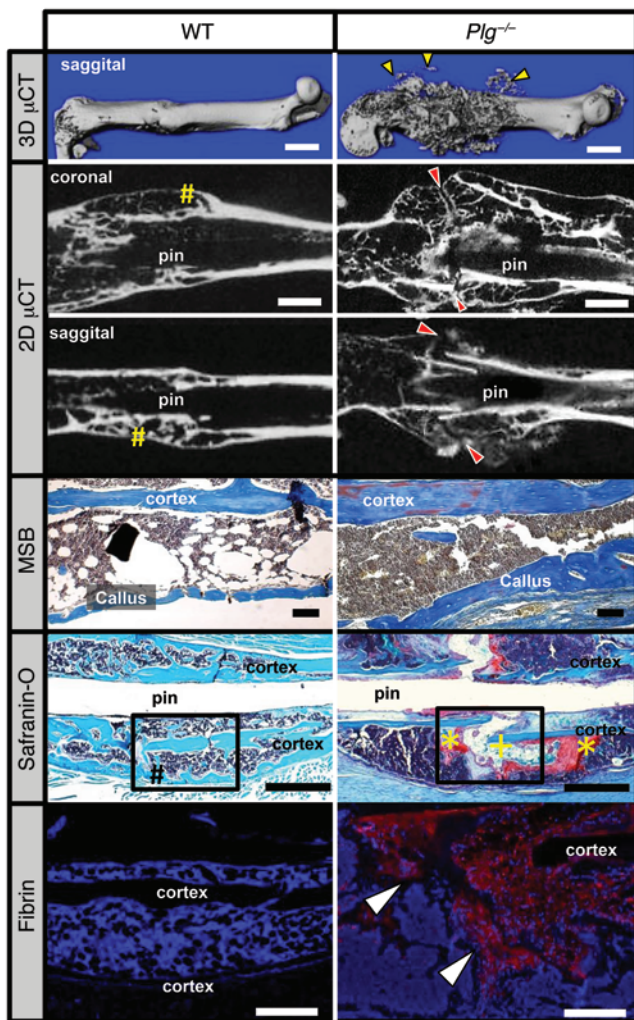 WT Plg−/−
3D μCT
saggital
2D μCT
coronal
#
pin
pin
saggital
pin
#
pin
MSB
cortex
Callus
cortex
Callus
Safranin-O
cortex
pin
cortex
#
cortex
pin
cortex
* + *
Fibrin
cortex
cortex
cortex